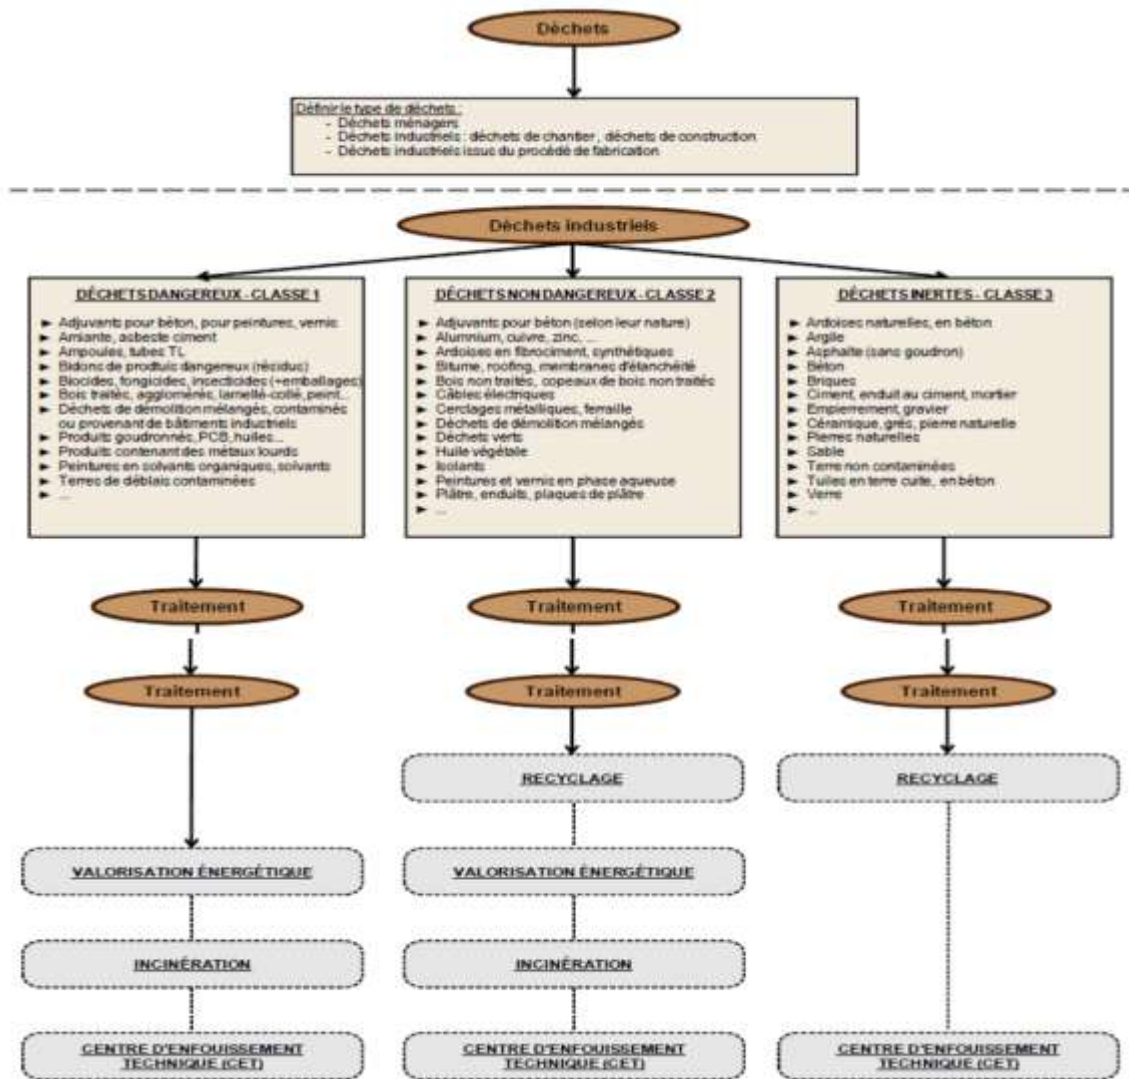 Déchets
Définir le type de déchets :
- Déchets ménagers
- Déchets industriels : déchets de chantier , déchets de construction
- Déchets industriels issus du procédé de fabrication
Déchets industriels
DÉCHETS DANGEREUX - CLASSE 1
► Adjuvants pour béton, pour peintures, vernis
► Amiante, asbeste ciment
► Ampoules, tubes TL
► Bidons de produits dangereux (résidus)
► Biocides, fongicides, insecticides (+emballages)
► Bois traités, agglomérés, lamellé-collé, peint...
► Déchets de démolition mélangés, contaminés
ou provenant de bâtiments industriels
► Produits goudronnés, PCB, huiles...
► Produits contenant des métaux lourds
► Peintures en solvants organiques, solvants
► Terres de déblais contaminées
► ...
DÉCHETS NON DANGEREUX - CLASSE 2
► Adjuvants pour béton (selon leur nature)
► Alumnium, cuivre, zinc, ...
► Ardoises en fibrociment, synthétiques
► Bitume, roofing, membranes d'étanchéité
► Bois non traités, copeaux de bois non traités
► Câbles électriques
► Cerclages métalliques, ferraille
► Déchets de démolition mélangés
► Déchets verts
► Huile végétale
► Isolants
► Peintures et vernis en phase aqueuse
► Plâtre, enduits, plaques de plâtre
► ...
DÉCHETS INERTES - CLASSE 3
► Ardoises naturelles, en béton
► Argile
► Asphalte (sans goudron)
► Béton
► Briques
► Ciment, enduit au ciment, mortier
► Empierrement, gravier
► Céramique, grés, pierre naturelle
► Pierres naturelles
► Sable
► Terre non contaminées
► Tuiles en terre cuite, en béton
► Verre
► ...
Traitement
Traitement
Traitement
Traitement
Traitement
Traitement
RECYCLAGE
RECYCLAGE
VALORISATION ÉNERGÉTIQUE
VALORISATION ÉNERGÉTIQUE
INCINÉRATION
INCINÉRATION
CENTRE D'ENFOUISSEMENT
TECHNIQUE (CET)
CENTRE D'ENFOUISSEMENT
TECHNIQUE (CET)
CENTRE D'ENFOUISSEMENT
TECHNIQUE (CET)